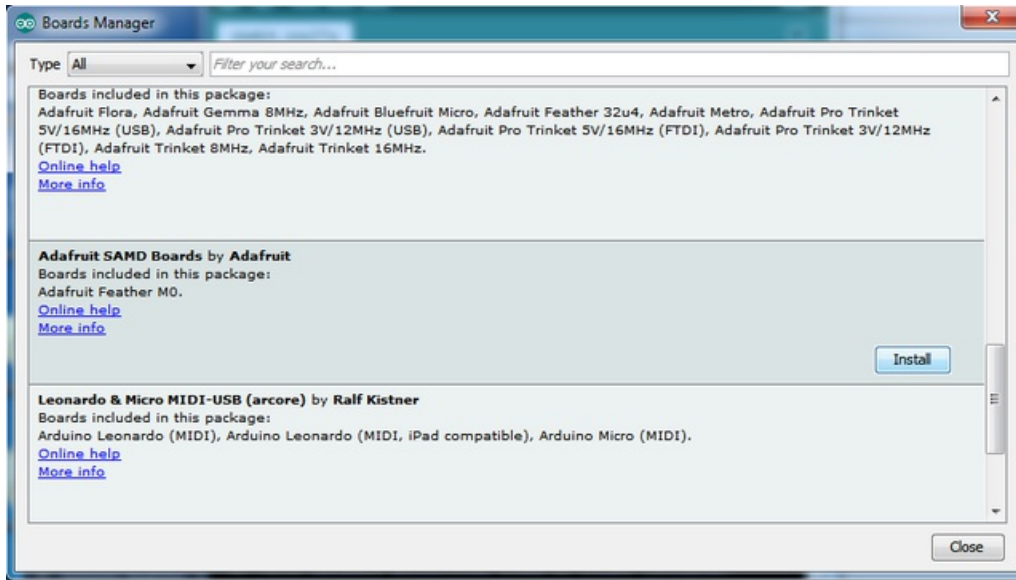 Boards Manager
Type All Filter your search...
Boards included in this package:
Adafruit Flora, Adafruit Gemma 8MHz, Adafruit Bluefruit Micro, Adafruit Feather 32u4, Adafruit Metro, Adafruit Pro Trinket
5V/16MHz (USB), Adafruit Pro Trinket 3V/12MHz (USB), Adafruit Pro Trinket 5V/16MHz (FTDI), Adafruit Pro Trinket 3V/12MHz
(FTDI), Adafruit Trinket 8MHz, Adafruit Trinket 16MHz.
Online help
More info
Adafruit SAMD Boards by Adafruit
Boards included in this package:
Adafruit Feather M0.
Online help
More info
Install
Leonardo & Micro MIDI-USB (arcore) by Ralf Kistner
Boards included in this package:
Arduino Leonardo (MIDI), Arduino Leonardo (MIDI, iPad compatible), Arduino Micro (MIDI).
Online help
More info
Close